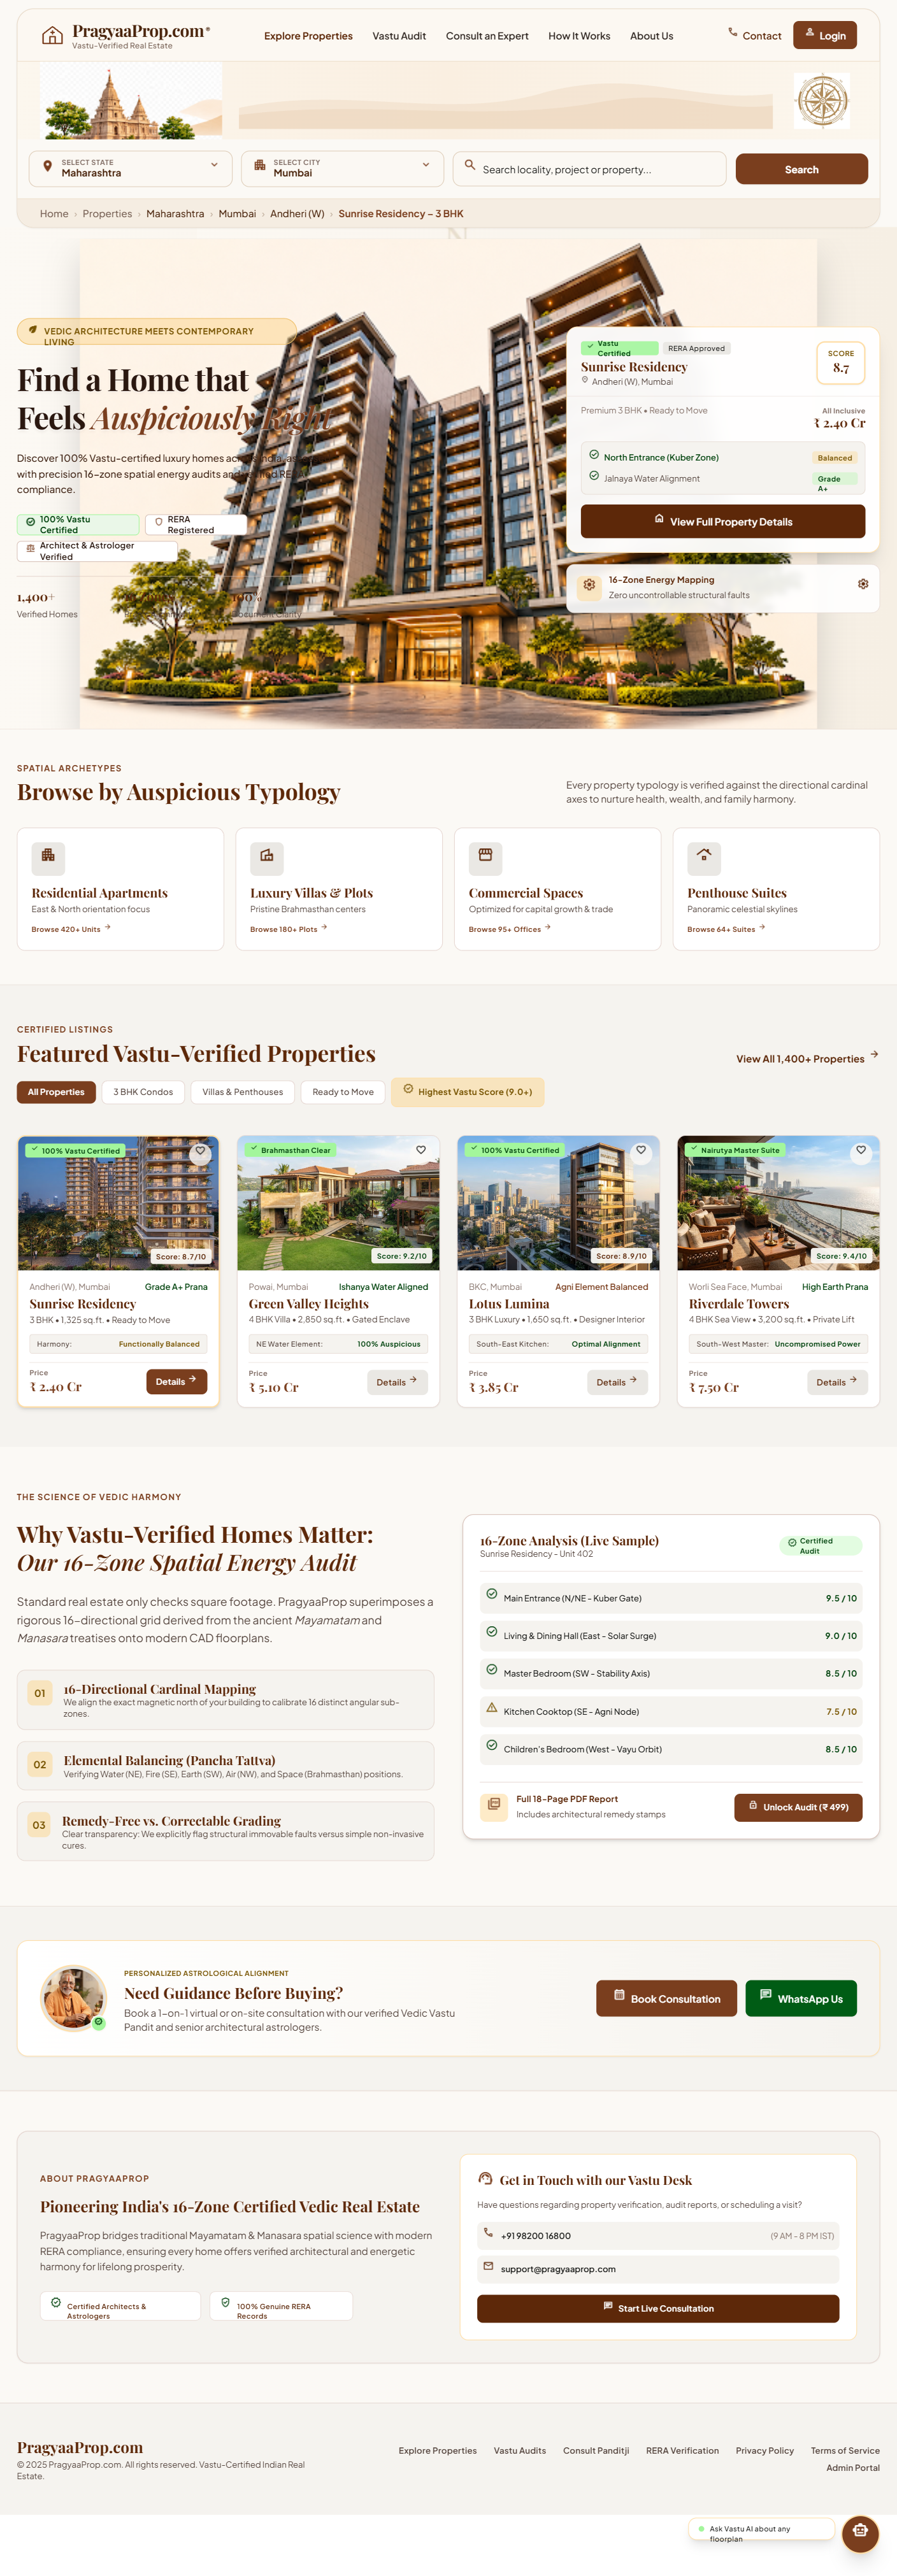 PragyaaProp.com
Vastu-Verified Real Estate
Explore Properties
Vastu Audit
Consult an Expert
How It Works
About Us
Contact
Login
SELECT STATE
Maharashtra
SELECT CITY
Mumbai
Search locality, project or property...
Search
Home › Properties › Maharashtra › Mumbai › Andheri (W) › Sunrise Residency – 3 BHK
N
VEDIC ARCHITECTURE MEETS CONTEMPORARY
LIVING
Find a Home that
Feels Auspiciously Right
Discover 100% Vastu-certified luxury homes across India,
with precision 16-zone spatial energy audits and RERA
compliance.
100% Vastu
Certified
RERA
Registered
Architect & Astrologer
Verified
1,400+
Verified Homes
100%
Document Clarity
Vastu
Certified
RERA Approved
Sunrise Residency
Andheri (W), Mumbai
SCORE
8.7
Premium 3 BHK • Ready to Move
All Inclusive
₹ 2.40 Cr
North Entrance (Kuber Zone)
Balanced
Jalnaya Water Alignment
Grade
A+
View Full Property Details
16-Zone Energy Mapping
Zero uncontrollable structural faults
SPATIAL ARCHETYPES
Browse by Auspicious Typology
Every property typology is verified against the directional cardinal
axes to nurture health, wealth, and family harmony.
Residential Apartments
East & North orientation focus
Browse 420+ Units
Luxury Villas & Plots
Pristine Brahmasthan centers
Browse 180+ Plots
Commercial Spaces
Optimized for capital growth & trade
Browse 95+ Offices
Penthouse Suites
Panoramic celestial skylines
Browse 64+ Suites
CERTIFIED LISTINGS
Featured Vastu-Verified Properties
View All 1,400+ Properties
All Properties
3 BHK Condos
Villas & Penthouses
Ready to Move
Highest Vastu Score (9.0+)
100% Vastu Certified
Score: 8.7/10
Andheri (W), Mumbai
Grade A+ Prana
Sunrise Residency
3 BHK • 1,325 sq.ft. • Ready to Move
Harmony:
Functionally Balanced
Price
₹ 2.40 Cr
Details
Brahmasthan Clear
Score: 9.2/10
Powai, Mumbai
Ishanya Water Aligned
Green Valley Heights
4 BHK Villa • 2,850 sq.ft. • Gated Enclave
NE Water Element:
100% Auspicious
Price
₹ 5.10 Cr
Details
100% Vastu Certified
Score: 8.9/10
BKC, Mumbai
Agni Element Balanced
Lotus Lumina
3 BHK Luxury • 1,650 sq.ft. • Designer Interior
South-East Kitchen:
Optimal Alignment
Price
₹ 3.85 Cr
Details
Nairutya Master Suite
Score: 9.4/10
Worli Sea Face, Mumbai
High Earth Prana
Riverdale Towers
4 BHK Sea View • 3,200 sq.ft. • Private Lift
South-West Master:
Uncompromised Power
Price
₹ 7.50 Cr
Details
THE SCIENCE OF VEDIC HARMONY
Why Vastu-Verified Homes Matter:
Our 16-Zone Spatial Energy Audit
Standard real estate only checks square footage. PragyaaProp superimposes a
rigorous 16-directional grid derived from the ancient Mayamatam and
Manasara treatises onto modern CAD floorplans.
01
16-Directional Cardinal Mapping
We align the exact magnetic north of your building to calibrate 16 distinct angular sub-
zones.
02
Elemental Balancing (Pancha Tattva)
Verifying Water (NE), Fire (SE), Earth (SW), Air (NW), and Space (Brahmasthan) positions.
03
Remedy-Free vs. Correctable Grading
Clear transparency: We explicitly flag structural immovable faults versus simple non-invasive
cures.
16-Zone Analysis (Live Sample)
Sunrise Residency - Unit 402
Certified
Audit
Main Entrance (N/NE - Kuber Gate)
9.5 / 10
Living & Dining Hall (East - Solar Surge)
9.0 / 10
Master Bedroom (SW - Stability Axis)
8.5 / 10
Kitchen Cooktop (SE - Agni Node)
7.5 / 10
Children's Bedroom (West - Vayu Orbit)
8.5 / 10
Full 18-Page PDF Report
Includes architectural remedy stamps
Unlock Audit (₹ 499)
PERSONALIZED ASTROLOGICAL ALIGNMENT
Need Guidance Before Buying?
Book a 1-on-1 virtual or on-site consultation with our verified Vedic Vastu
Pandit and senior architectural astrologers.
Book Consultation
WhatsApp Us
ABOUT PRAGYAAPROP
Pioneering India's 16-Zone Certified Vedic Real Estate
PragyaaProp bridges traditional Mayamatam & Manasara spatial science with modern
RERA compliance, ensuring every home offers verified architectural and energetic
harmony for lifelong prosperity.
Certified Architects &
Astrologers
100% Genuine RERA
Records
Get in Touch with our Vastu Desk
Have questions regarding property verification, audit reports, or scheduling a visit?
+91 98200 16800
(9 AM - 8 PM IST)
support@pragyaaprop.com
Start Live Consultation
PragyaaProp.com
© 2025 PragyaaProp.com. All rights reserved. Vastu-Certified Indian Real
Estate.
Explore Properties
Vastu Audits
Consult Panditji
RERA Verification
Privacy Policy
Terms of Service
Admin Portal
Ask Vastu AI about any
floorplan